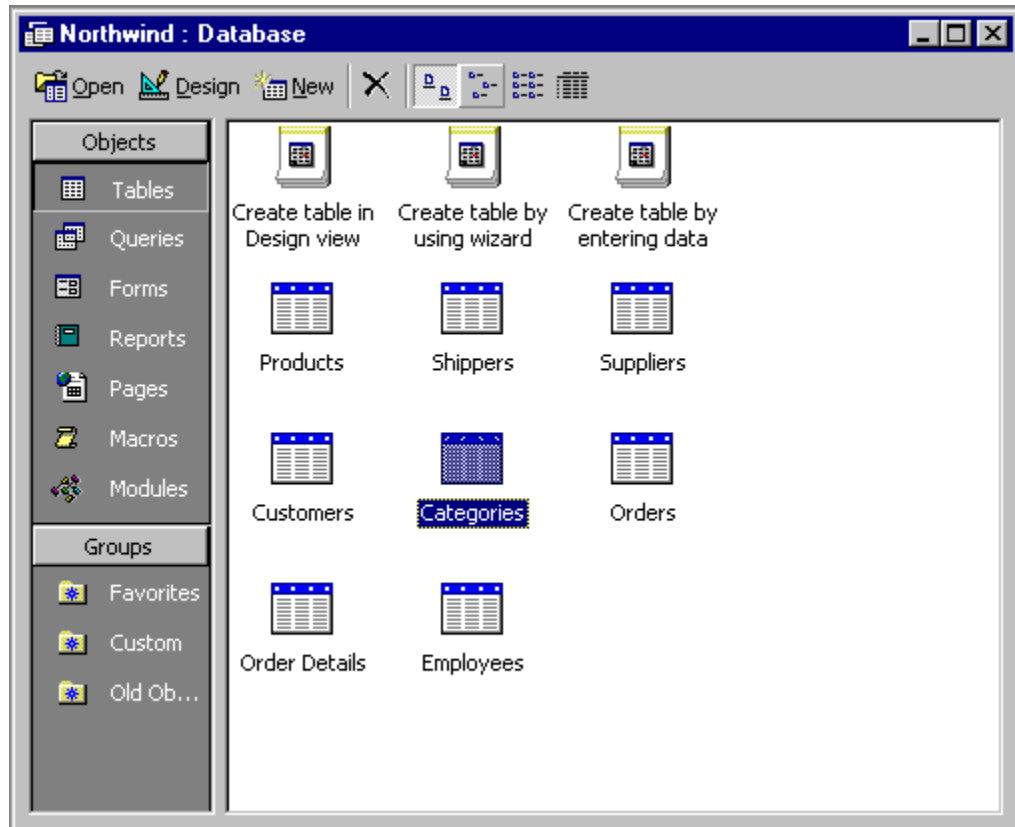 Northwind : Database
Open Design New
Objects
Tables
Queries
Forms
Reports
Pages
Macros
Modules
Groups
Favorites
Custom
Old Ob...
Create table in Design view
Create table by using wizard
Create table by entering data
Products
Shippers
Suppliers
Customers
Categories
Orders
Order Details
Employees